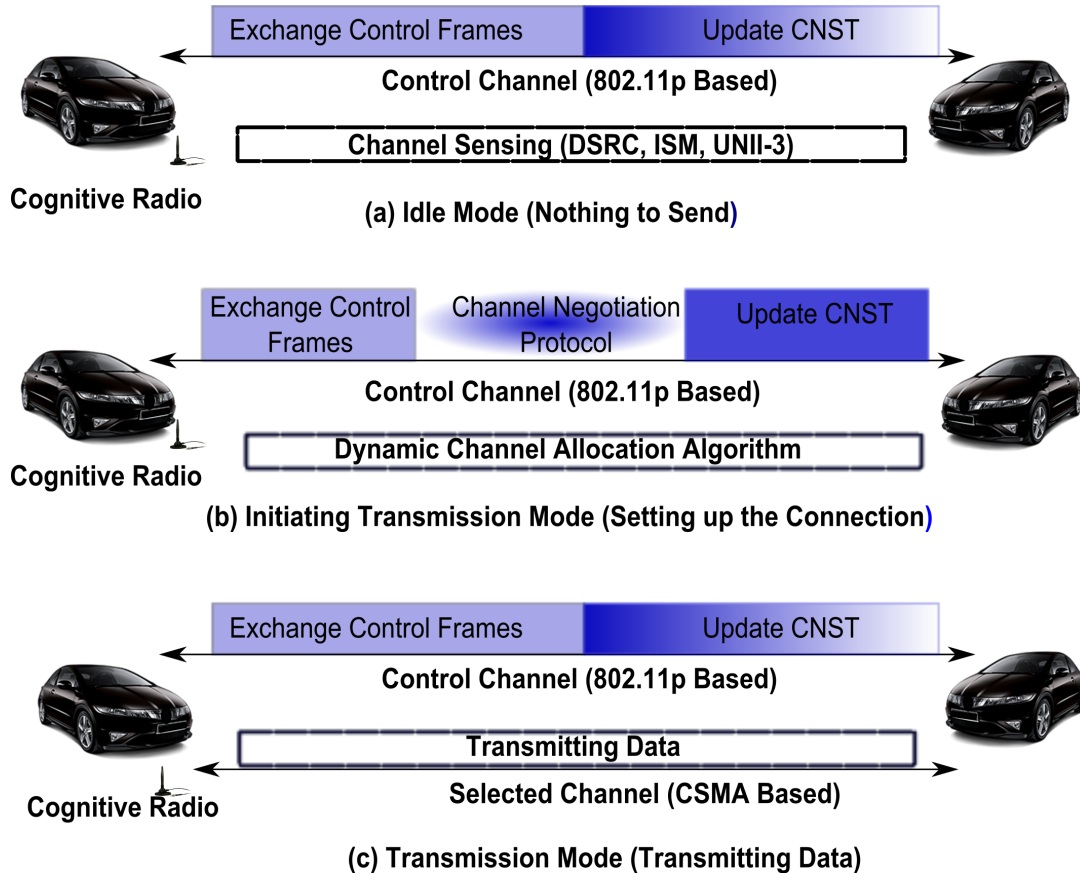 Exchange Control Frames
Update CNST
Control Channel (802.11p Based)
Channel Sensing (DSRC, ISM, UNII-3)
Cognitive Radio
(a) Idle Mode (Nothing to Send)
Exchange Control
Frames
Channel Negotiation
Protocol
Update CNST
Control Channel (802.11p Based)
Dynamic Channel Allocation Algorithm
Cognitive Radio
(b) Initiating Transmission Mode (Setting up the Connection)
Exchange Control Frames
Update CNST
Control Channel (802.11p Based)
Transmitting Data
Selected Channel (CSMA Based)
Cognitive Radio
(c) Transmission Mode (Transmitting Data)